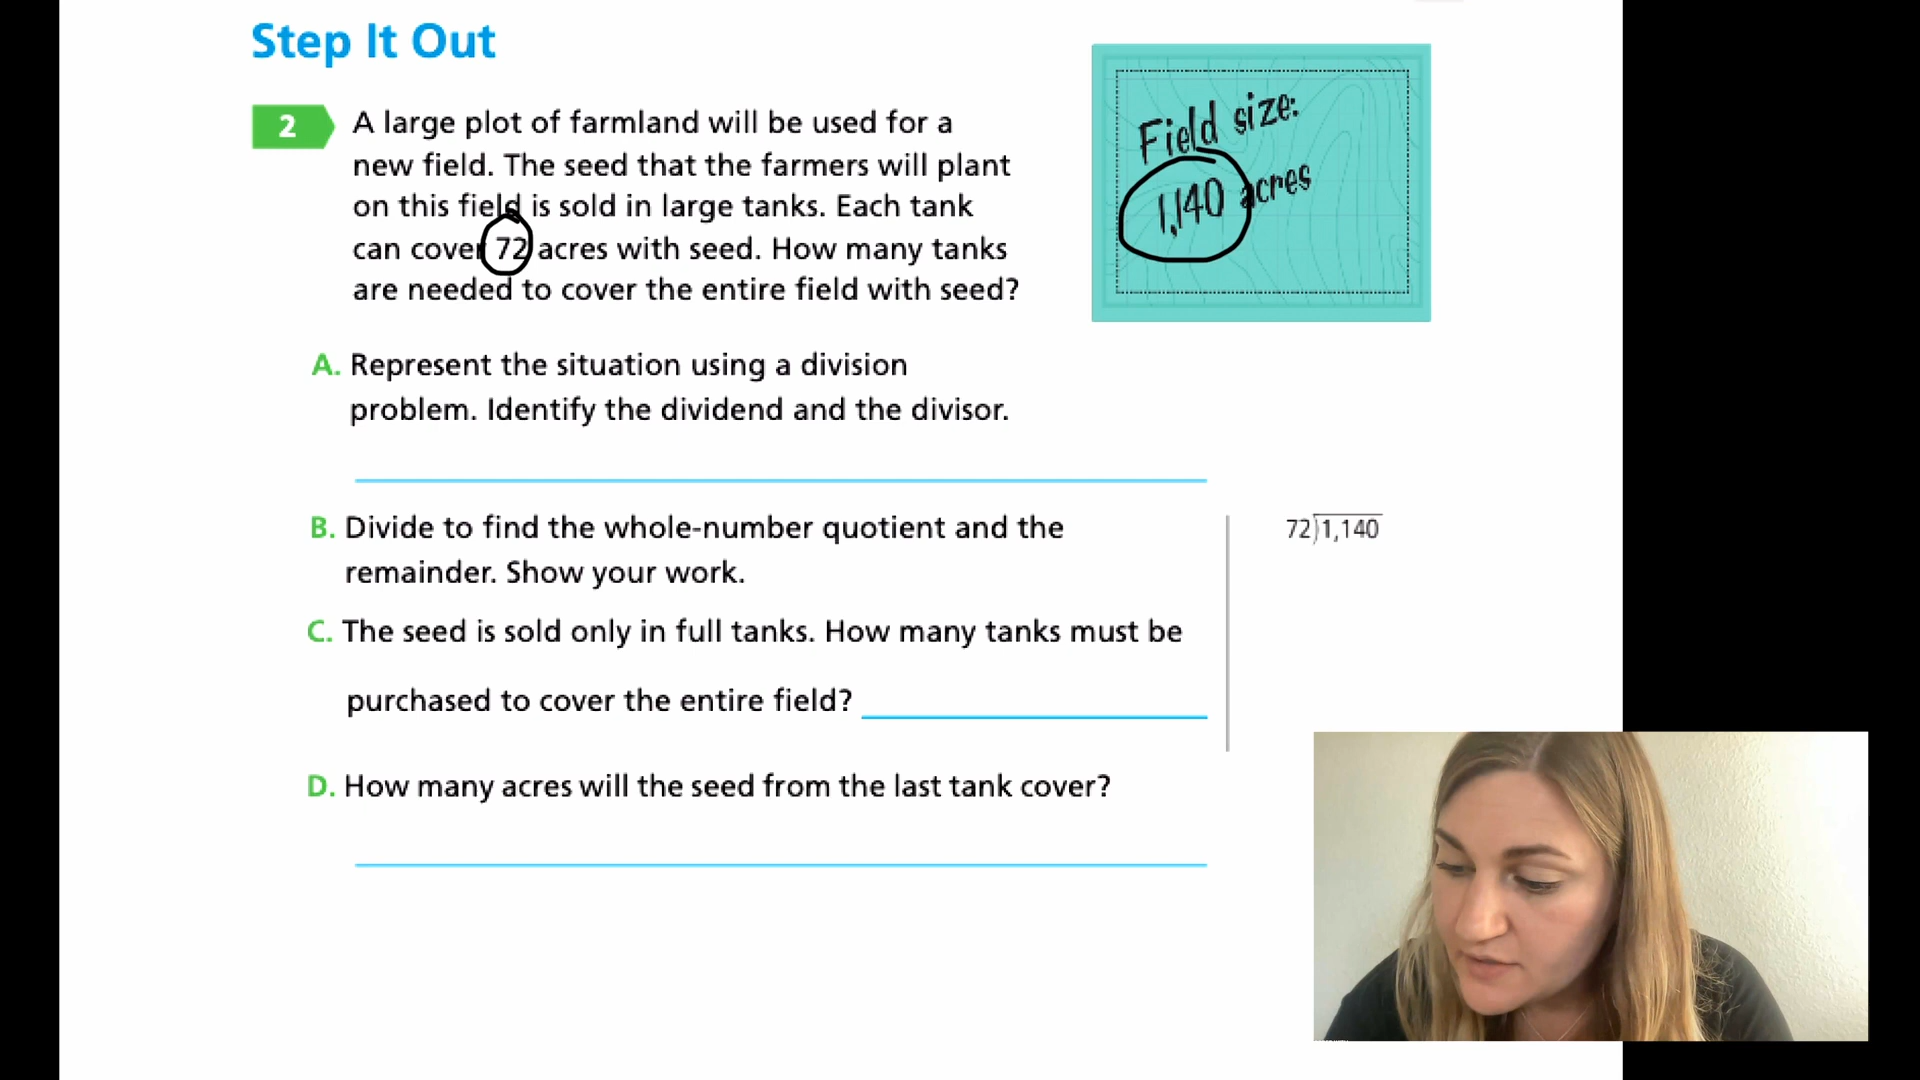 Step It Out
2
A large plot of farmland will be used for a
new field. The seed that the farmers will plant
on this field is sold in large tanks. Each tank
can cover 72 acres with seed. How many tanks
are needed to cover the entire field with seed?
Field size:
1,140 acres
A. Represent the situation using a division
problem. Identify the dividend and the divisor.
B. Divide to find the whole-number quotient and the
remainder. Show your work.
72)1,140
C. The seed is sold only in full tanks. How many tanks must be
purchased to cover the entire field?
D. How many acres will the seed from the last tank cover?